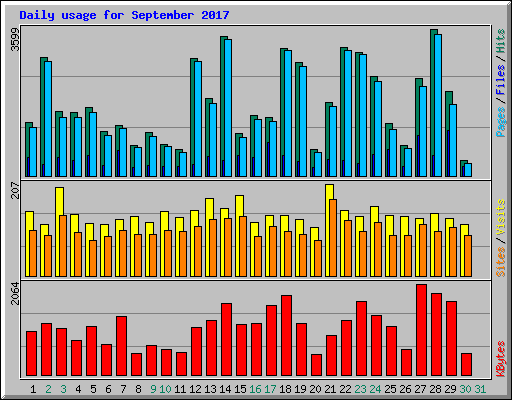 Daily usage for September 2017
3599
Pages / Files / Hits
207
Sites / Visits
2064
KBytes
1 2 3 4 5 6 7 8 9 10 11 12 13 14 15 16 17 18 19 20 21 22 23 24 25 26 27 28 29 30 31